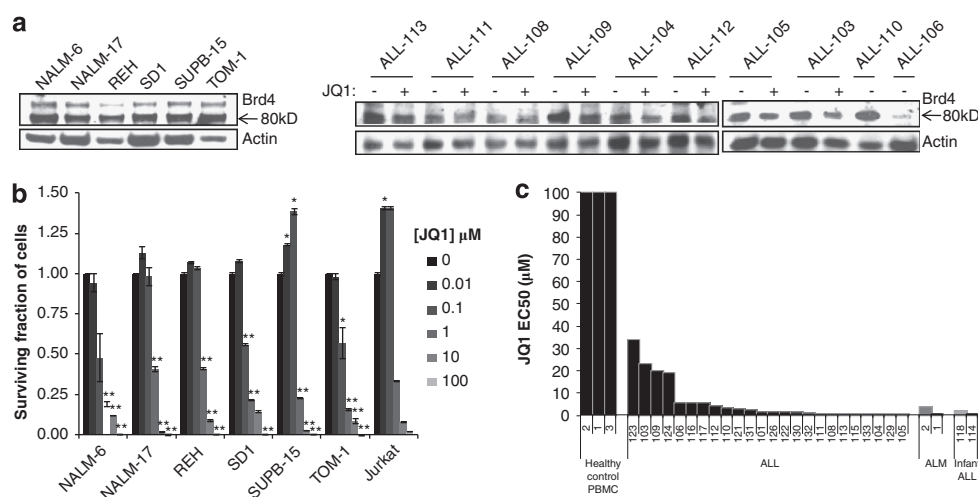 a
NALM-6
NALM-17
REH
SD1
SUPB-15
TOM-1
Brd4
80kD
Actin
ALL-113
ALL-111
ALL-108
ALL-109
ALL-104
ALL-112
ALL-105
ALL-103
ALL-110
ALL-106
JQ1: - + - + - + - + - + - + - + - + - -
Brd4
80kD
Actin
b
Surviving fraction of cells
1.50
1.25
1.00
0.75
0.50
0.25
0.00
** ** **
** ** **
** ** **
** ** **
* * ** ** **
* ** ** **
*
NALM-6
NALM-17
REH
SD1
SUPB-15
TOM-1
Jurkat
[JQ1] μM
0
0.01
0.1
1
10
100
c
JQ1 EC50 (μM)
100
90
80
70
60
50
40
30
20
10
0
2 1 3
123 103 109 124 106 116 117 112 110 121 131 101 126 122 130 132 111 108 113 115 133 104 129 105
2 1
118 114
Healthy
control
PBMC
ALL
ALM
Infant
ALL